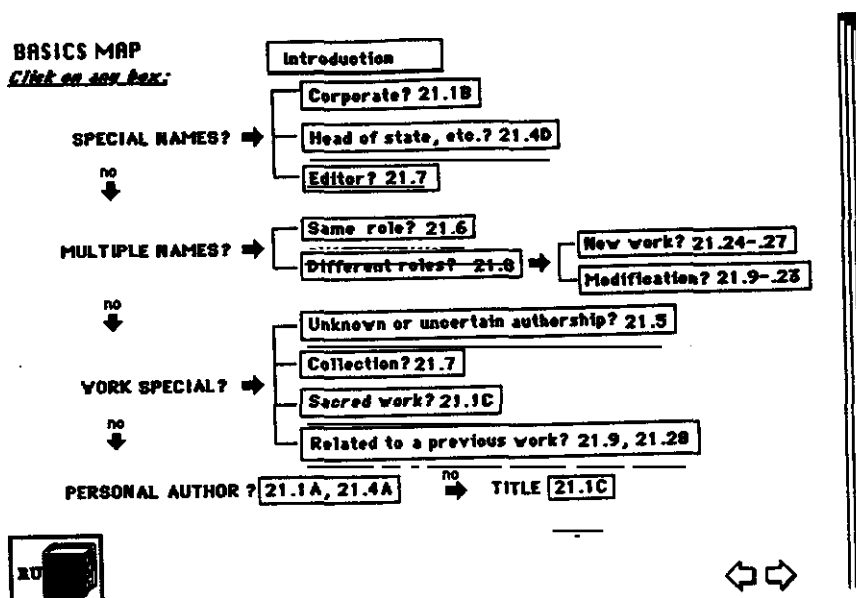 BASICS MAP
Click on any box:
Introduction
Corporate? 21.1B
SPECIAL NAMES?
Head of state, etc.? 21.4D
no
Editor? 21.7
Same role? 21.6
MULTIPLE NAMES?
New work? 21.24-.27
Different roles? 21.8
Modification? 21.9-.23
no
Unknown or uncertain authorship? 21.5
Collection? 21.7
WORK SPECIAL?
Sacred work? 21.1C
no
Related to a previous work? 21.9, 21.28
PERSONAL AUTHOR ? 21.1A, 21.4A no TITLE 21.1C
RU